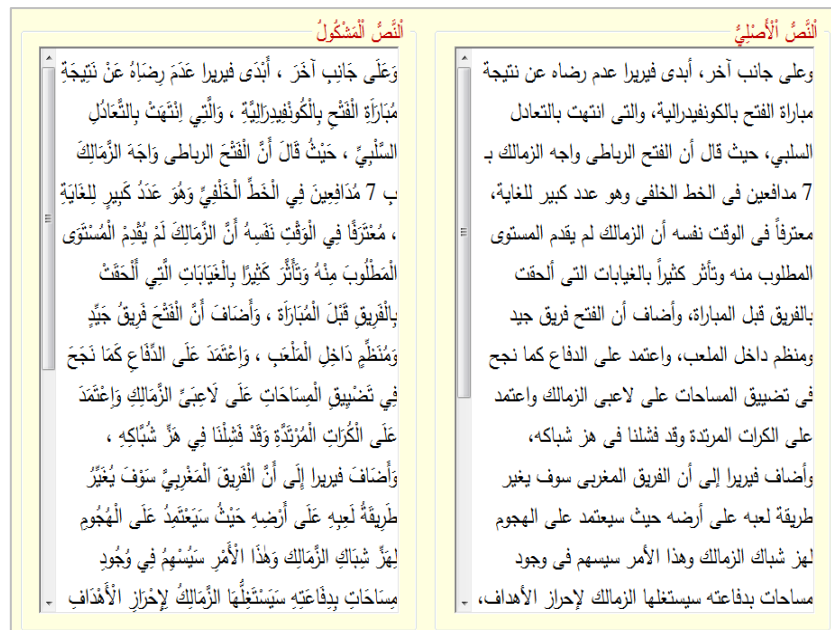 اَلنَّصُّ اَلْأَصْلِيُّ
وعلى جانب آخر، أبدى فيريرا عدم رضاه عن نتيجة
مباراة الفتح بالكونفيدرالية، والتى انتهت بالتعادل
السلبي، حيث قال أن الفتح الرباطى واجه الزمالك بـ
7 مدافعين فى الخط الخلفى وهو عدد كبير للغاية،
معترفاً فى الوقت نفسه أن الزمالك لم يقدم المستوى
المطلوب منه وتأثر كثيراً بالغيابات التى ألحقت
بالفريق قبل المباراة، وأضاف أن الفتح فريق جيد
ومنظم داخل الملعب، واعتمد على الدفاع كما نجح
فى تضييق المساحات على لاعبى الزمالك واعتمد
على الكرات المرتدة وقد فشلنا فى هز شباكه،
وأضاف فيريرا إلى أن الفريق المغربى سوف يغير
طريقة لعبه على أرضه حيث سيعتمد على الهجوم
لهز شباك الزمالك وهذا الأمر سيسهم فى وجود
مساحات بدفاعته سيستغلها الزمالك لإحراز الأهداف،
اَلنَّصُّ اَلْمَشْكُولُ
وَعَلَى جَانِبٍ آخَرَ ، أَبْدَى فيريرا عَدَمَ رِضَاهُ عَنْ نَتِيجَةِ
مُبَارَاةِ الْفَتْحِ بِالْكُونْفِيدِرَالِيَّةِ ، وَالَّتِي اِنْتَهَتْ بِالتَّعَادُلِ
السَّلْبِيِّ ، حَيْثُ قَالَ أَنَّ الْفَتْحَ الرباطى وَاجَهَ الزَّمَالِكَ
بِ 7 مُدَافِعِينَ فِي الْخَطِّ الْخَلْفِيِّ وَهُوَ عَدَدُ كَبِيرٍ لِلغَايَةِ
، مُعْتَرَفًا فِي الْوَقْتِ نَفْسِهِ أَنَّ الزَّمَالِكَ لَمْ يُقْدِمْ الْمُسْتَوَى
الْمَطْلُوبَ مِنْهُ وَتَأَثَّرَ كَثِيرًا بِالْغَيَابَاتِ الَّتِي أَلْحَقَتْ
بِالْفَرِيقِ قَبْلَ الْمُبَارَاَة ، وَأَضَافَ أَنَّ الْفَتْحَ فَرِيقُ جَيِّدٍ
وَمُنَظَّمٍ دَاخِلِ الْمَلْعَبِ ، وَاِعْتَمَدَ عَلَى الدِّفَاعِ كَمَا نَجَحَ
فِي تَضْيِيقِ الْمِسَاحَاتِ عَلَى لَاعِبَيِّ الزَّمَالِكِ وَاِعْتَمَدَ
عَلَى الْكُرَاتِ الْمُرْتَدَّةِ وَقَدْ فَشِلْنَا فِي هَزِّ شُبَّاكِهِ ،
وَأَضَافَ فيريرا إِلَى أَنَّ الْفَرِيقَ الْمَغْرِبِيَّ سَوْفَ يُغَيِّرُ
طَرِيقَةُ لَعِبِهِ عَلَى أَرْضِهِ حَيْثُ سَيَعْتَمِدُ عَلَى الْهُجُومِ
لِهَزِّ شِبَاكِ الزَّمَالِك وَهٰذَا الْأَمْرِ سَيُسْهِمُ فِي وُجُودِ
مِسَاحَاتٍ بِدِفَاعَتِهِ سَيَسْتَغِلُّهَا الزَّمَالِكُ لِإِحْرَازِ الْأَهْدَافِ